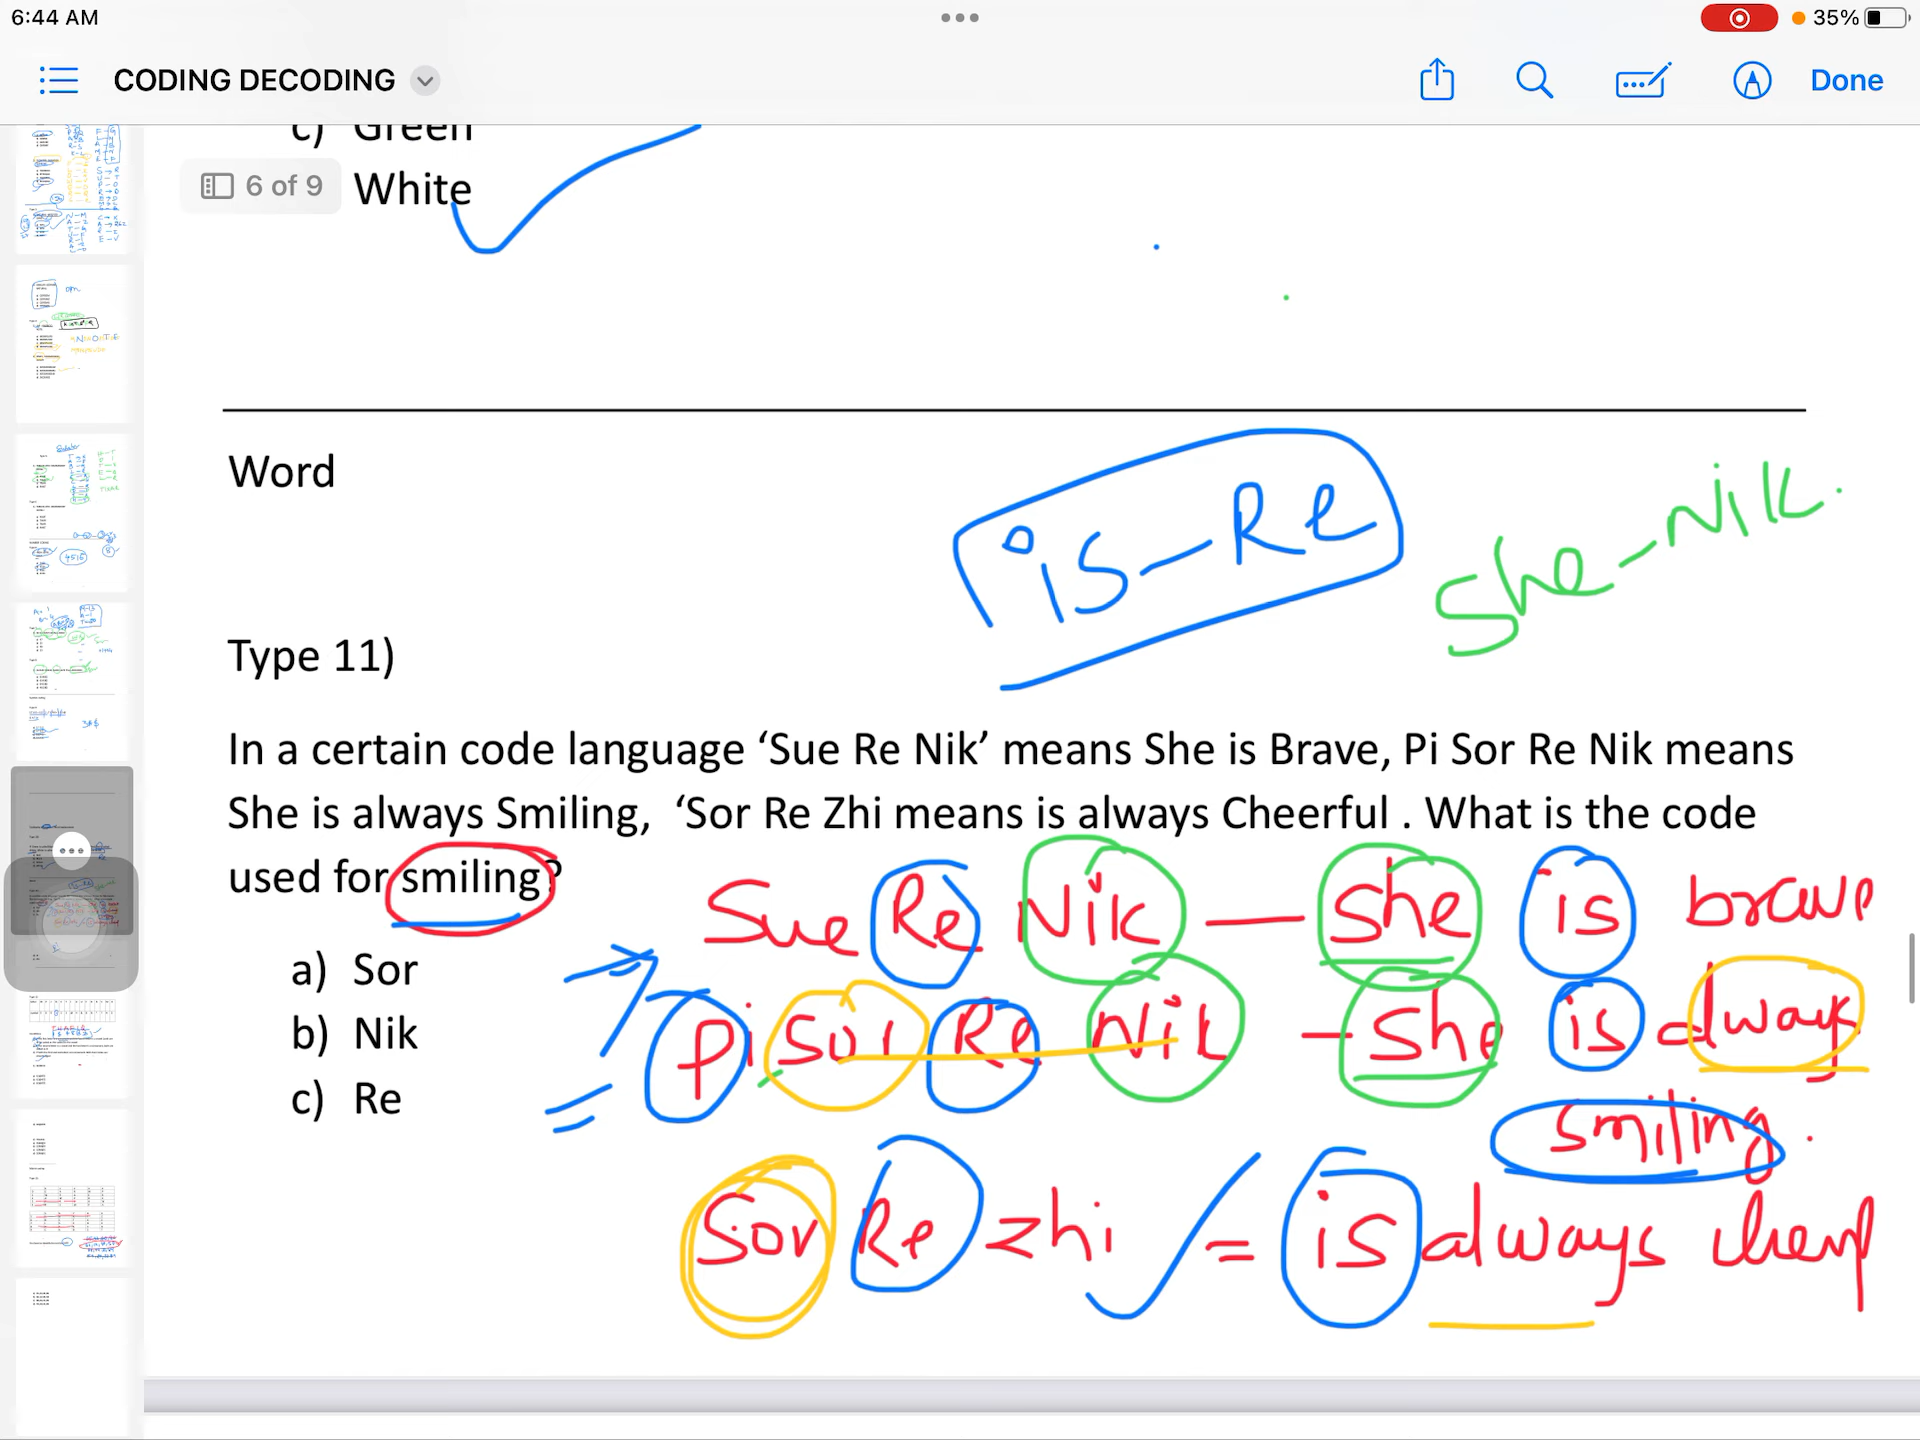 6:44 AM
35%
CODING DECODING
Done
c) Green
6 of 9
White
Word
is-Re
She-Nik.
Type 11)
In a certain code language ‘Sue Re Nik’ means She is Brave, Pi Sor Re Nik means
She is always Smiling, ‘Sor Re Zhi means is always Cheerful . What is the code
used for smiling?
Sue Re Nik — She is brave
a) Sor
b) Nik
Pi Sor Re Nik - She is always
c) Re
Smiling.
Sor Re zhi = is always